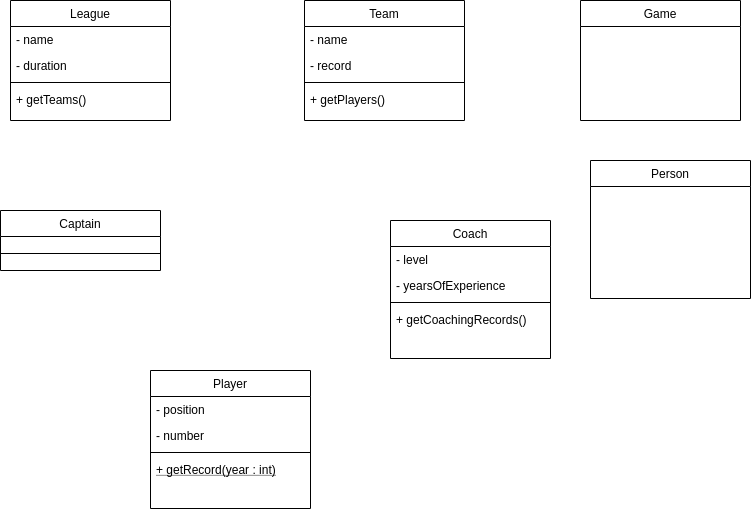 League
- name
- duration
+ getTeams()
Team
- name
- record
+ getPlayers()
Game
Person
Captain
Coach
- level
- yearsOfExperience
+ getCoachingRecords()
Player
- position
- number
+ getRecord(year : int)